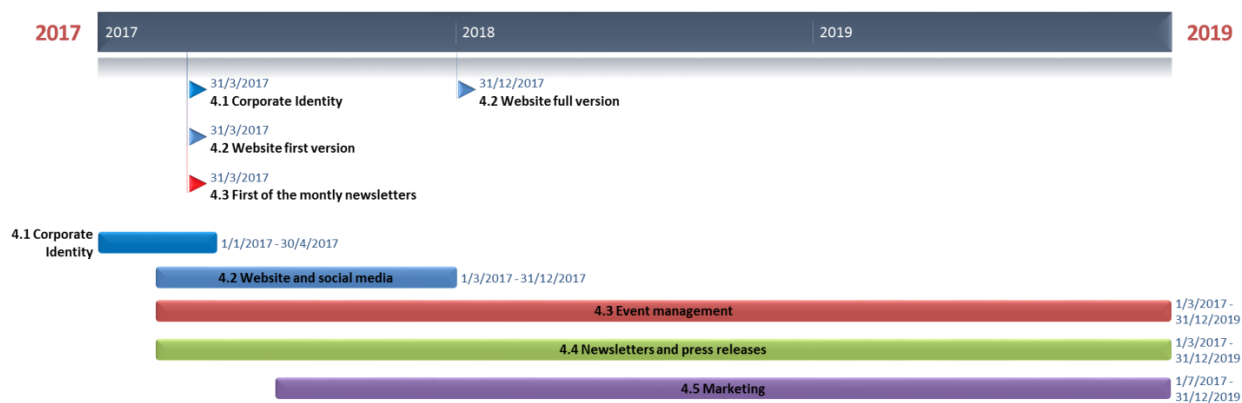 2017
2017
2018
2019
2019
31/3/2017
4.1 Corporate Identity
31/12/2017
4.2 Website full version
31/3/2017
4.2 Website first version
31/3/2017
4.3 First of the montly newsletters
4.1 Corporate
Identity
1/1/2017 - 30/4/2017
4.2 Website and social media
1/3/2017 - 31/12/2017
4.3 Event management
1/3/2017 -
31/12/2019
4.4 Newsletters and press releases
1/3/2017 -
31/12/2019
4.5 Marketing
1/7/2017 -
31/12/2019